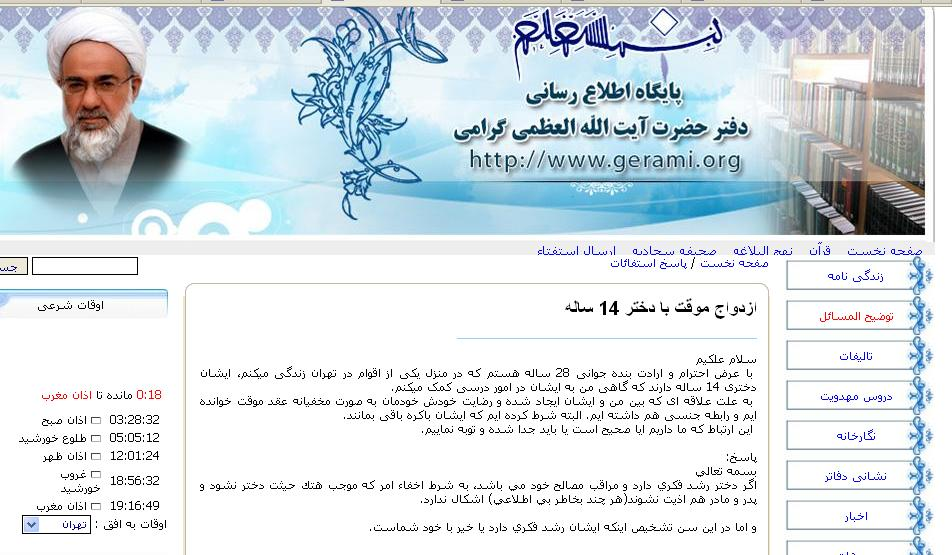 پایگاه اطلاع رسانی
دفتر حضرت آیت الله العظمی گرامی
http://www.gerami.org
صفحه نخست قرآن نهج البلاغه صحیفه سجادیه ارسال استفتاء
صفحه نخست / پاسخ استفائات
زندگی نامه
توضیح المسائل
تالیفات
دروس مهدویت
نگارخانه
نشانی دفاتر
اخبار
ازدواج موقت با دختر 14 ساله
سلام علکیم
با عرض احترام و ارادت بنده جوانی 28 ساله هستم که در منزل یکی از اقوام در تهران زندگی میکنم، ایشان
دختری 14 ساله دارند که گاهی من به ایشان در امور درسی کمک میکنم.
به علت علاقه ای که بین من و ایشان ایجاد شده و رضایت خودش خودمان به صورت مخفیانه عقد موقت خوانده
ایم و رابطه جنسی هم داشته ایم. البته شرط کرده ایم که ایشان باکره باقی بمانند.
این ارتباط که ما داریم ایا صحیح است یا باید جدا شده و توبه نماییم.
پاسخ:
بسمه تعالي
اگر دختر رشد فكري دارد و مراقب مصالح خود مي باشد، به شرط اخفاء امر كه موجب هتك حيثت دختر نشود و
پدر و مادر هم اذيت نشوند(هر چند بخاطر بي اطلاعي) اشكال ندارد.
و اما در اين سن تشخيص اينكه ايشان رشد فكري دارد يا خير با خود شماست.
اوقات شرعی
0:18 مانده تا اذان مغرب
03:28:32 اذان صبح
05:05:12 طلوع خورشید
12:01:24 اذان ظهر
18:56:32 غروب
خورشید
19:16:49 اذان مغرب
اوقات به افق : تهران